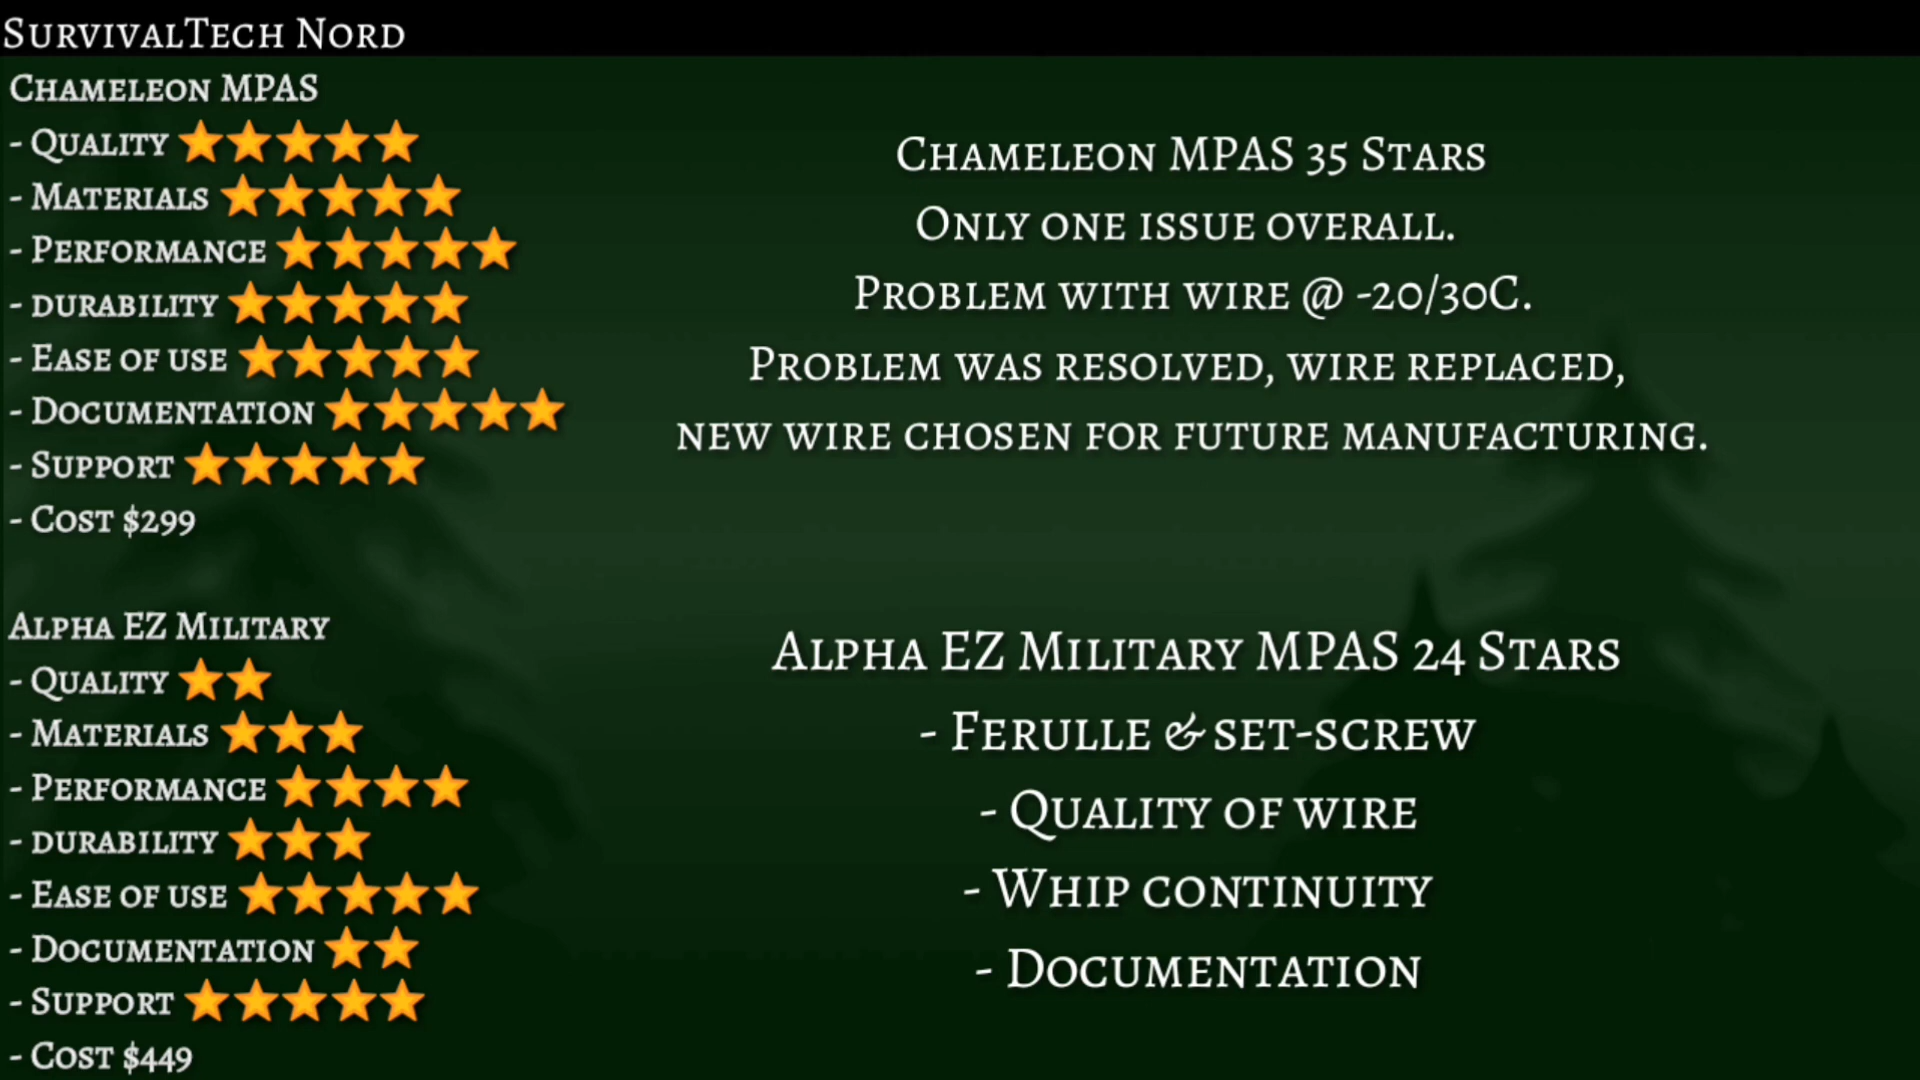 SurvivalTech Nord
Chameleon MPAS
- Quality ⭐⭐⭐⭐⭐
- Materials ⭐⭐⭐⭐⭐
- Performance ⭐⭐⭐⭐⭐
- durability ⭐⭐⭐⭐⭐
- Ease of use ⭐⭐⭐⭐⭐
- Documentation ⭐⭐⭐⭐⭐
- Support ⭐⭐⭐⭐⭐
- Cost $299
Chameleon MPAS 35 Stars
Only one issue overall.
Problem with wire @ -20/30C.
Problem was resolved, wire replaced,
new wire chosen for future manufacturing.
Alpha EZ Military
- Quality ⭐⭐
- Materials ⭐⭐⭐
- Performance ⭐⭐⭐⭐
- durability ⭐⭐⭐
- Ease of use ⭐⭐⭐⭐⭐
- Documentation ⭐⭐
- Support ⭐⭐⭐⭐⭐
- Cost $449
Alpha EZ Military MPAS 24 Stars
- Ferulle & set-screw
- Quality of wire
- Whip continuity
- Documentation